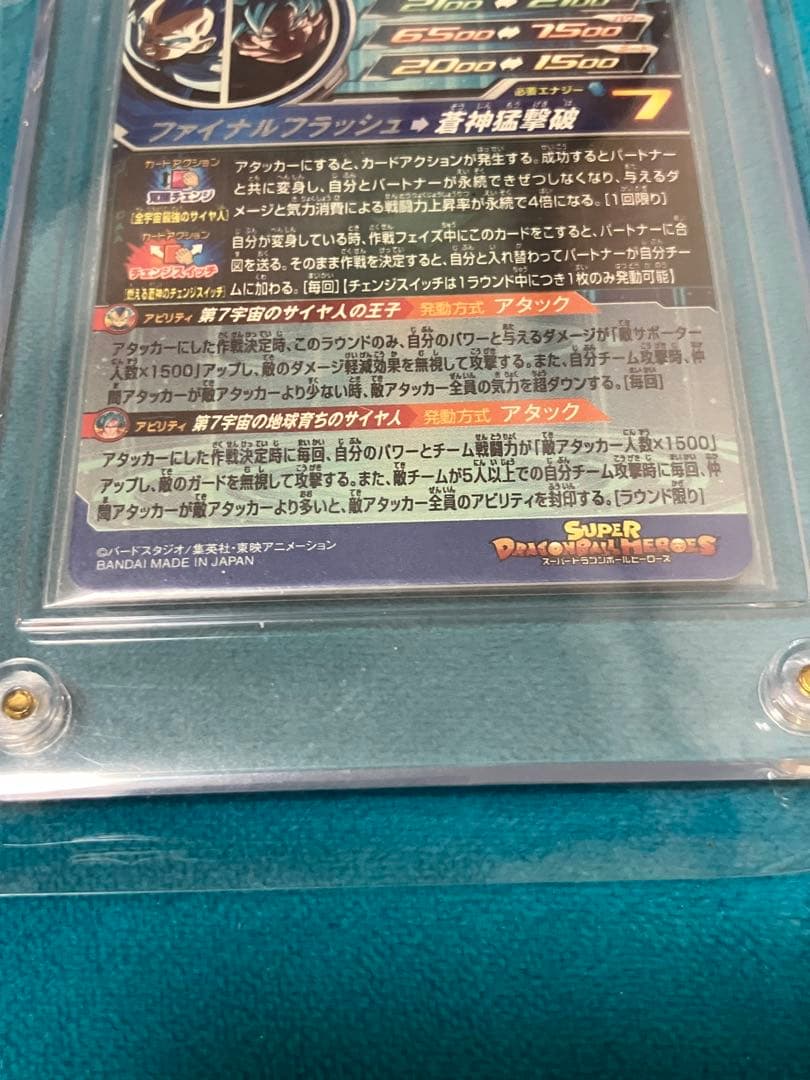 2100 ⇔ 2100
パワー
6500 ⇔ 7500
ガード
2000 ⇔ 1500
必要エナジー 7
ファイナルフラッシュ➡蒼神猛撃破
カードアクション
双撃チェンジ
[全宇宙最強のサイヤ人]
アタッカーにすると、カードアクションが発生する。成功するとパートナー
と共に変身し、自分とパートナーが永続できぜつしなくなり、与えるダ
メージと気力消費による戦闘力上昇率が永続で4倍になる。[1回限り]
カードアクション
チェンジスイッチ
[燃える蒼神のチェンジスイッチ]
自分が変身している時、作戦フェイズ中にこのカードをこすると、パートナーに合
図を送る。そのまま作戦を決定すると、自分と入れ替わってパートナーが自分チー
ムに加わる。[毎回]【チェンジスイッチは1ラウンド中につき1枚のみ発動可能】
アビリティ 第7宇宙のサイヤ人の王子 発動方式 アタック
アタッカーにした作戦決定時、このラウンドのみ、自分のパワーと与えるダメージが「敵サポーター
人数×1500」アップし、敵のダメージ軽減効果を無視して攻撃する。また、自分チーム攻撃時、仲
間アタッカーが敵アタッカーより少ない時、敵アタッカー全員の気力を超ダウンする。[毎回]
アビリティ 第7宇宙の地球育ちのサイヤ人 発動方式 アタック
アタッカーにした作戦決定時に毎回、自分のパワーとチーム戦闘力が「敵アタッカー人数×1500」
アップし、敵のガードを無視して攻撃する。また、敵チームが5人以上での自分チーム攻撃時に毎回、仲
間アタッカーが敵アタッカーより多いと、敵アタッカー全員のアビリティを封印する。[ラウンド限り]
©バードスタジオ/集英社・東映アニメーション
BANDAI MADE IN JAPAN
SUPER
DRAGONBALL HEROES
スーパードラゴンボールヒーローズ